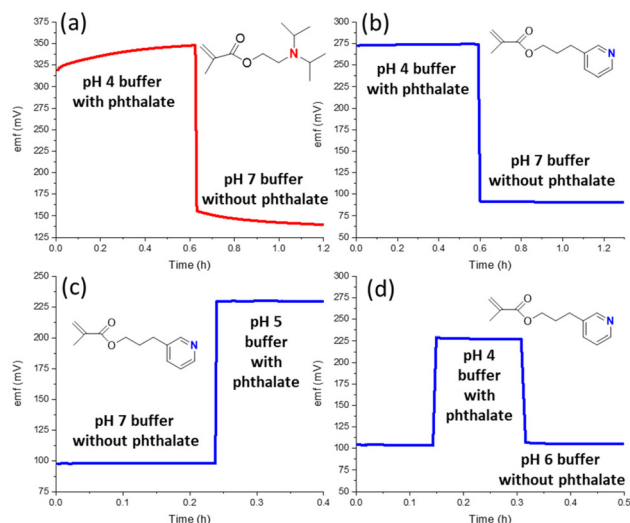 (a)
emf (mV)
375
350
325
300
275
250
225
200
175
150
125
pH 4 buffer
with phthalate
O
O
N
pH 7 buffer
without phthalate
0.0 0.2 0.4 0.6 0.8 1.0 1.2
Time (h)
(b)
emf (mV)
300
275
250
225
200
175
150
125
100
75
50
pH 4 buffer
with phthalate
O
O
N
pH 7 buffer
without phthalate
0.0 0.2 0.4 0.6 0.8 1.0 1.2
Time (h)
(c)
emf (mV)
250
225
200
175
150
125
100
75
O
O
N
pH 7 buffer
without phthalate
pH 5
buffer
with
phthalate
0.0 0.1 0.2 0.3 0.4
Time (h)
(d)
emf (mV)
300
275
250
225
200
175
150
125
100
75
50
O
O
N
pH 4
buffer
with
phthalate
pH 6 buffer
without phthalate
0.0 0.1 0.2 0.3 0.4 0.5
Time (h)